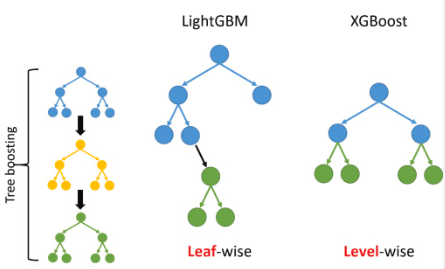 LightGBM
XGBoost
Tree boosting
Leaf-wise
Level-wise